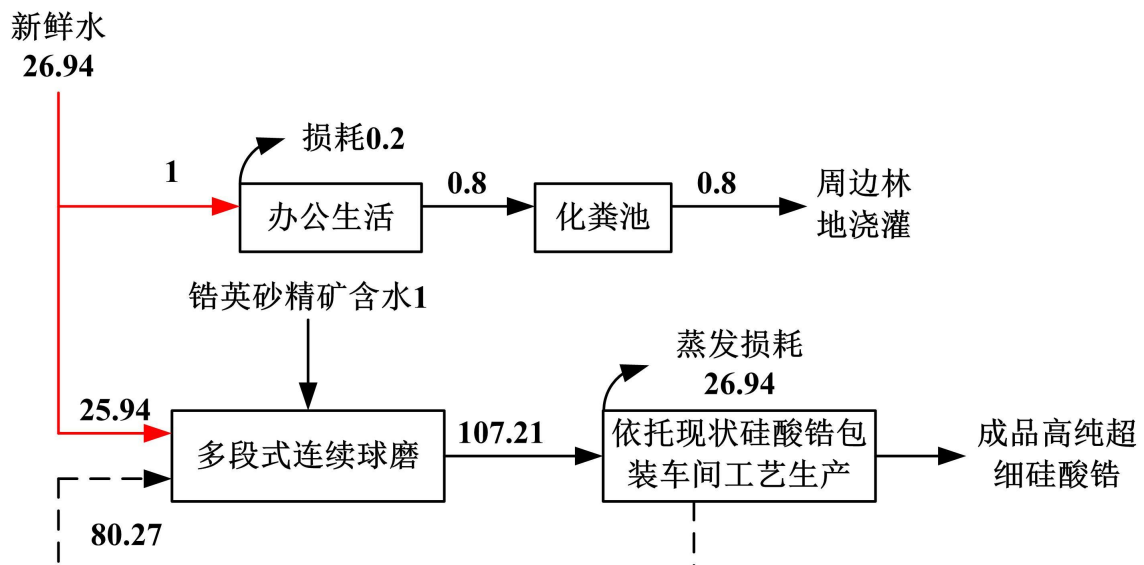 新鲜水
26.94
损耗0.2
1
办公生活
0.8
化粪池
0.8
周边林
地浇灌
锆英砂精矿含水1
蒸发损耗
26.94
25.94
多段式连续球磨
107.21
依托现状硅酸锆包
装车间工艺生产
成品高纯超
细硅酸锆
80.27